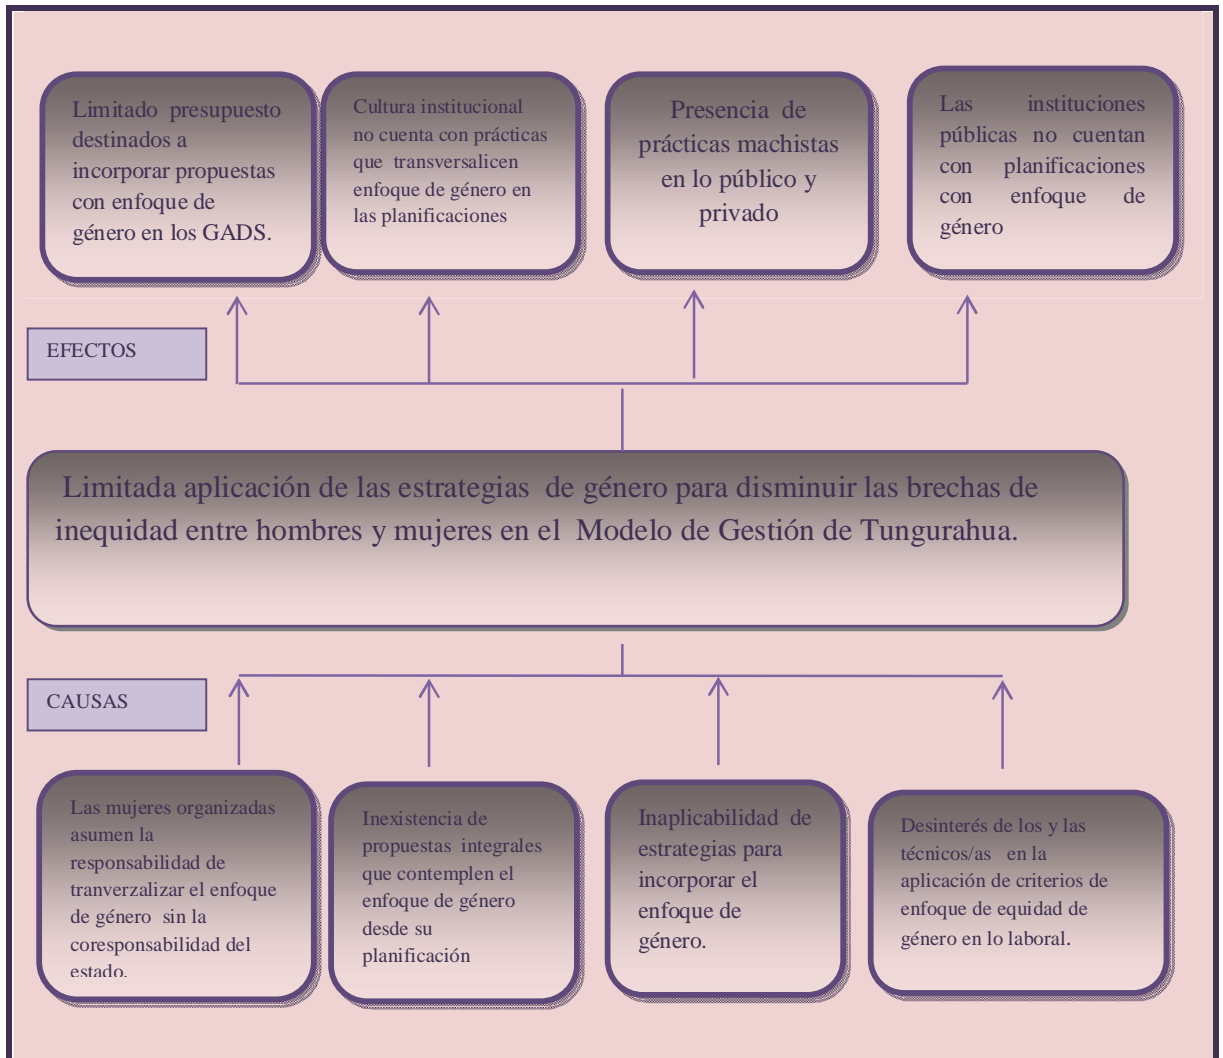 Limitado presupuesto
destinados a
incorporar propuestas
con enfoque de
género en los GADS.
Cultura institucional
no cuenta con prácticas
que transversalicen
enfoque de género en
las planificaciones
Presencia de
prácticas machistas
en lo público y
privado
Las instituciones
públicas no cuentan
con planificaciones
con enfoque de
género
EFECTOS
Limitada aplicación de las estrategias de género para disminuir las brechas de
inequidad entre hombres y mujeres en el Modelo de Gestión de Tungurahua.
CAUSAS
Las mujeres organizadas
asumen la
responsabilidad de
tranverzalizar el enfoque
de género sin la
coresponsabilidad del
estado.
Inexistencia de
propuestas integrales
que contemplen el
enfoque de género
desde su
planificación
Inaplicabilidad de
estrategias para
incorporar el
enfoque de
género.
Desinterés de los y las
técnicos/as en la
aplicación de criterios de
enfoque de equidad de
género en lo laboral.